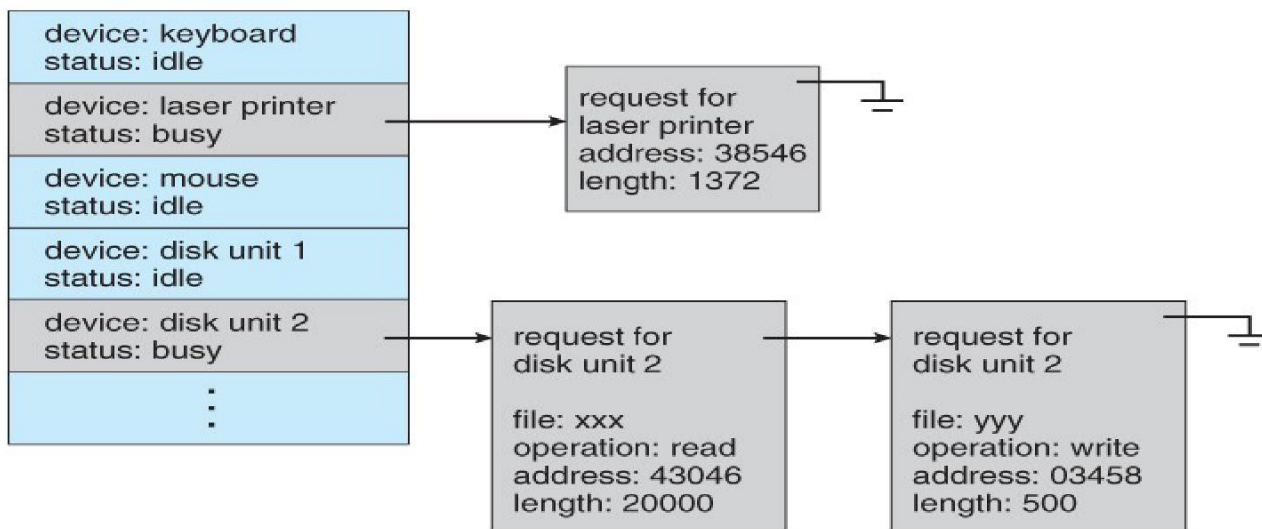 device: keyboard
status: idle
device: laser printer
status: busy
device: mouse
status: idle
device: disk unit 1
status: idle
device: disk unit 2
status: busy
request for
laser printer
address: 38546
length: 1372
request for
disk unit 2
file: xxx
operation: read
address: 43046
length: 20000
request for
disk unit 2
file: yyy
operation: write
address: 03458
length: 500